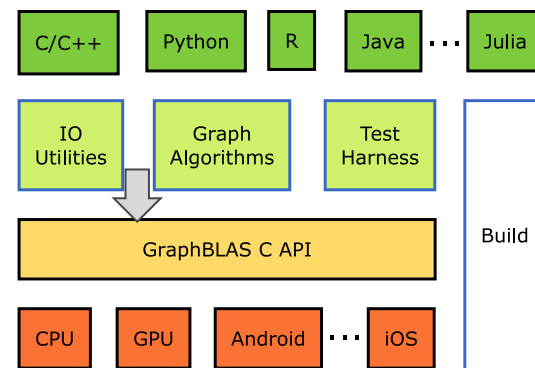 C/C++ Python R Java ... Julia
IO Utilities
Graph Algorithms
Test Harness
Build
GraphBLAS C API
CPU GPU Android ... iOS